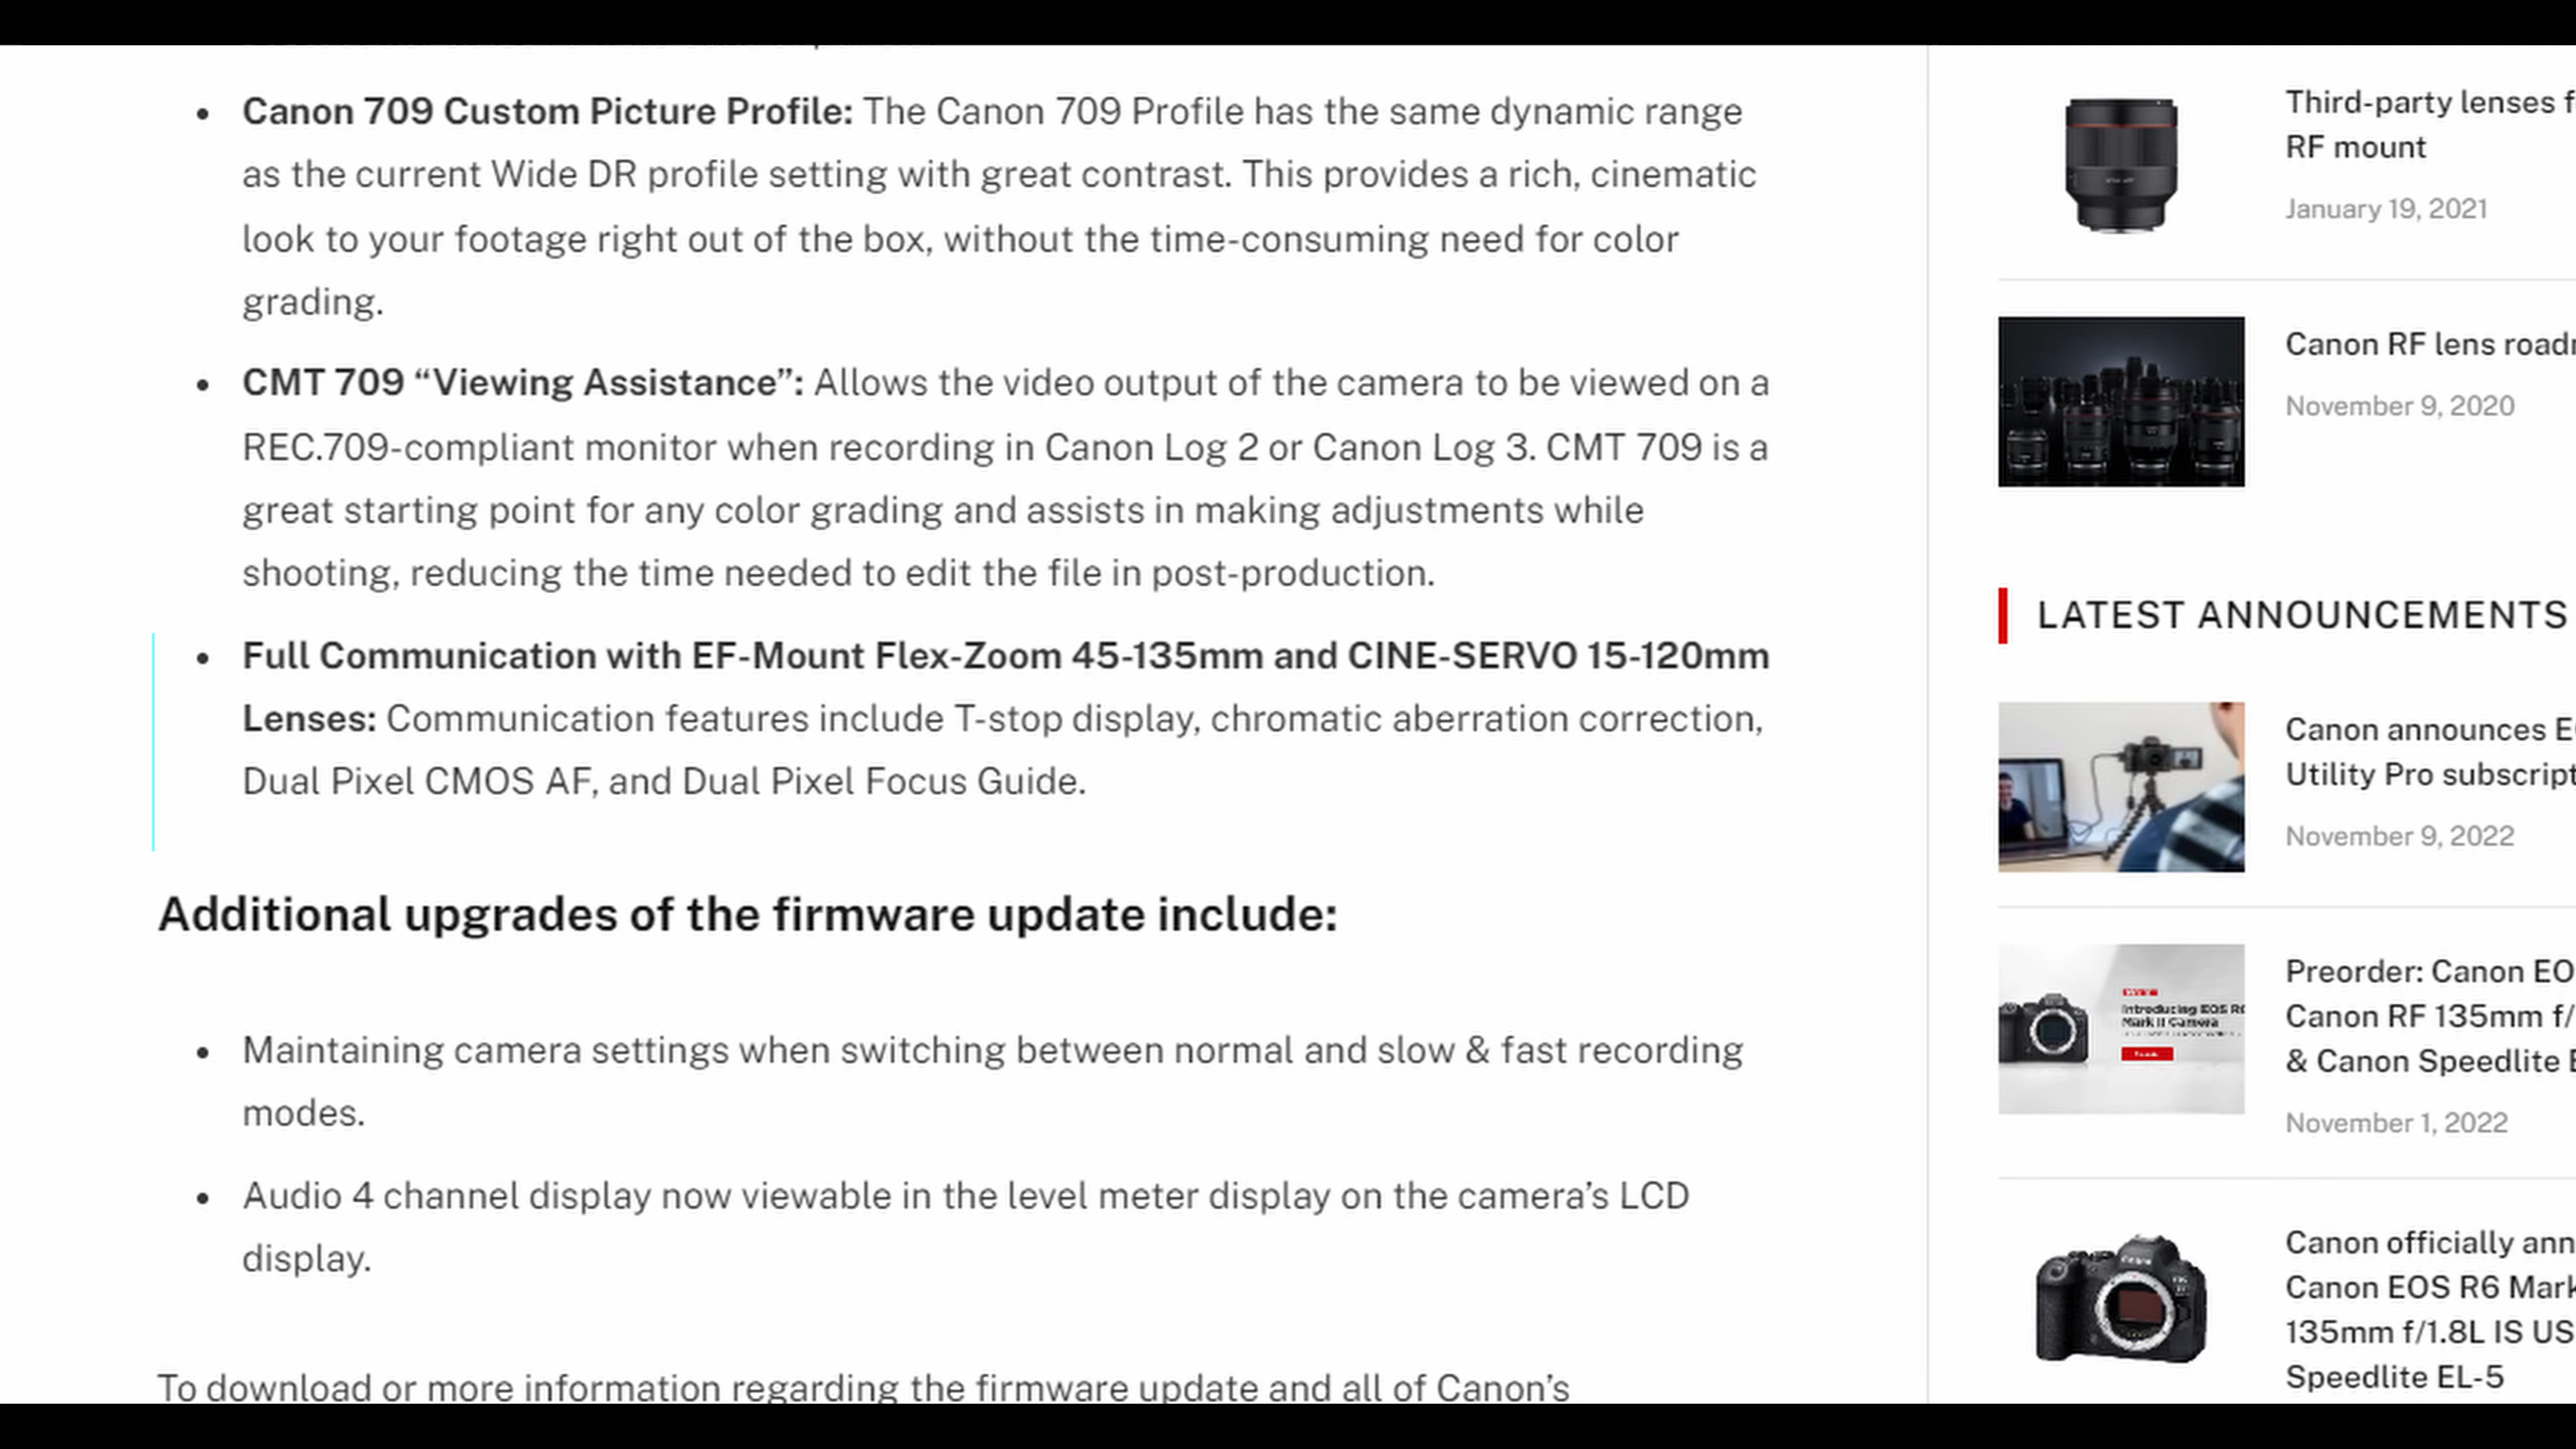 • Canon 709 Custom Picture Profile: The Canon 709 Profile has the same dynamic range
as the current Wide DR profile setting with great contrast. This provides a rich, cinematic
look to your footage right out of the box, without the time-consuming need for color
grading.
• CMT 709 “Viewing Assistance”: Allows the video output of the camera to be viewed on a
REC.709-compliant monitor when recording in Canon Log 2 or Canon Log 3. CMT 709 is a
great starting point for any color grading and assists in making adjustments while
shooting, reducing the time needed to edit the file in post-production.
• Full Communication with EF-Mount Flex-Zoom 45-135mm and CINE-SERVO 15-120mm
Lenses: Communication features include T-stop display, chromatic aberration correction,
Dual Pixel CMOS AF, and Dual Pixel Focus Guide.
Additional upgrades of the firmware update include:
• Maintaining camera settings when switching between normal and slow & fast recording
modes.
• Audio 4 channel display now viewable in the level meter display on the camera’s LCD
display.
To download or more information regarding the firmware update and all of Canon’s
Third-party lenses f
RF mount
January 19, 2021
Canon RF lens road
November 9, 2020
LATEST ANNOUNCEMENTS
Canon announces E
Utility Pro subscript
November 9, 2022
Introducing EOS R6
Mark II Camera
Preorder: Canon EO
Canon RF 135mm f/
& Canon Speedlite E
November 1, 2022
Canon officially ann
Canon EOS R6 Mark
135mm f/1.8L IS US
Speedlite EL-5